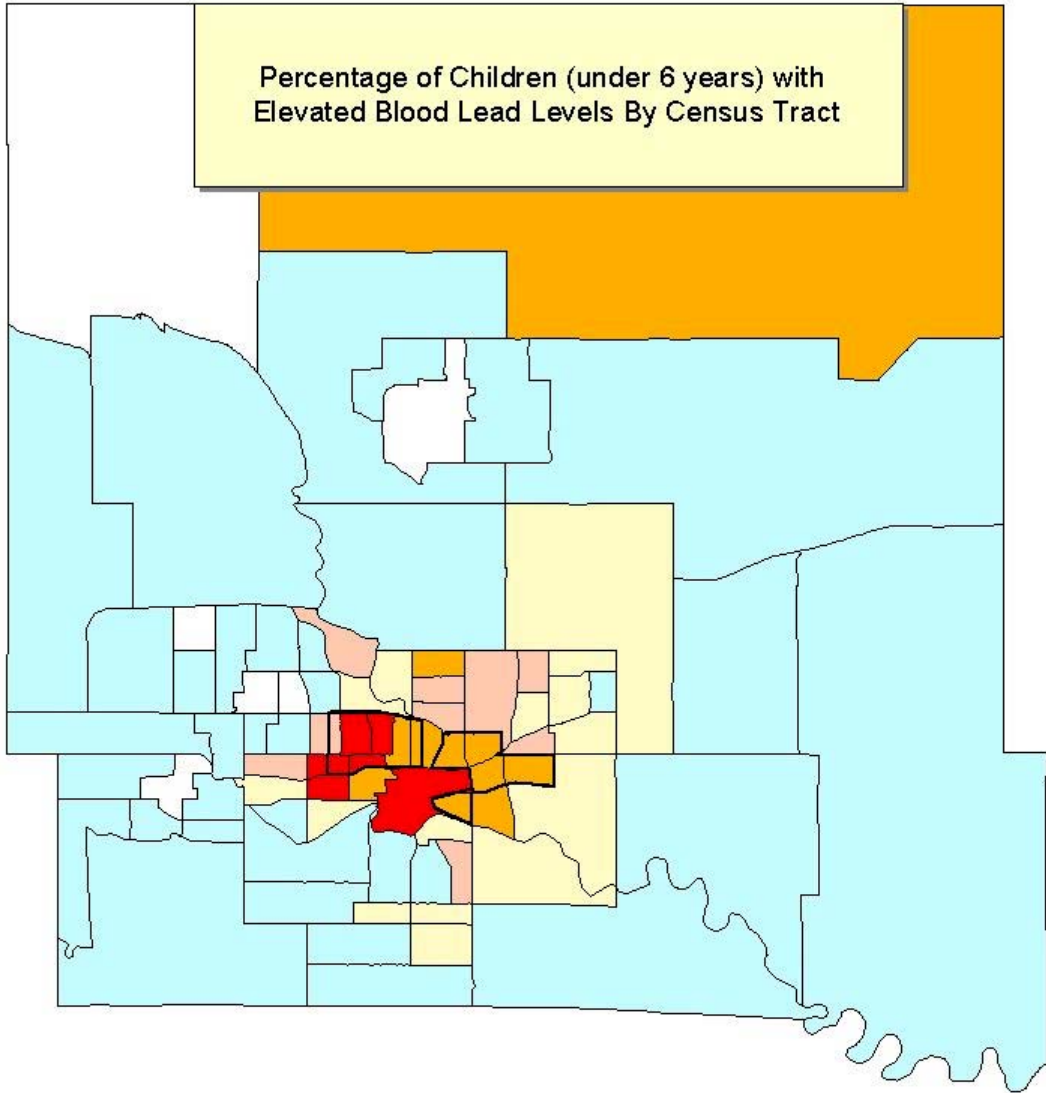 Percentage of Children (under 6 years) with
Elevated Blood Lead Levels By Census Tract